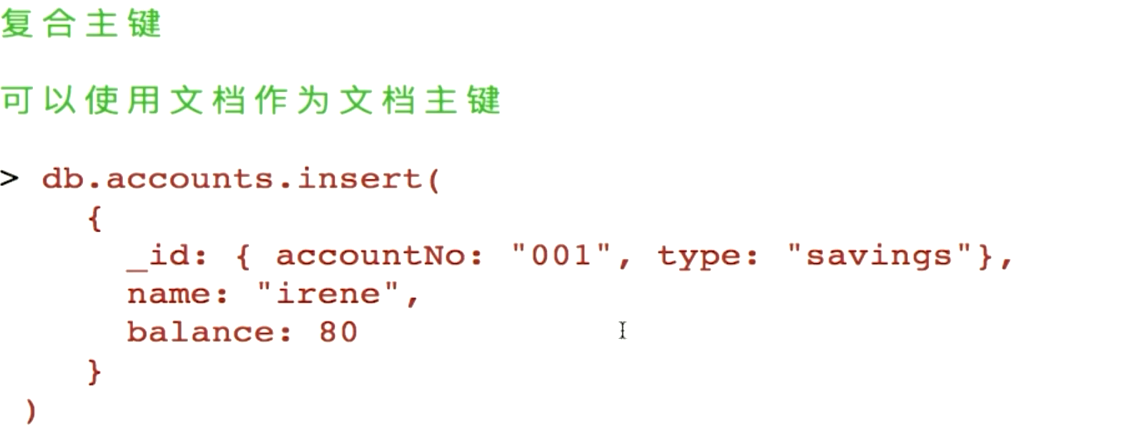 复合主键
可以使用文档作为文档主键
> db.accounts.insert(
{
_id: { accountNo: "001", type: "savings"},
name: "irene",
balance: 80
}
)